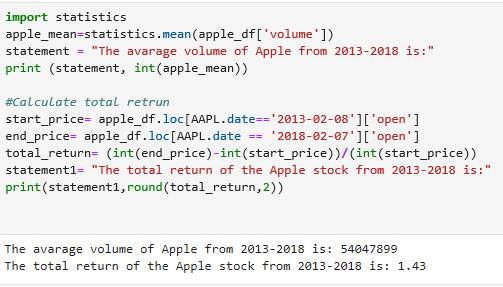 import statistics
apple_mean=statistics.mean(apple_df['volume'])
statement = "The avarage volume of Apple from 2013-2018 is:"
print (statement, int(apple_mean))
#Calculate total retrun
start_price= apple_df.loc[AAPL.date=='2013-02-08']['open']
end_price= apple_df.loc[AAPL.date == '2018-02-07']['open']
total_return= (int(end_price)-int(start_price))/(int(start_price))
statement1= "The total return of the Apple stock from 2013-2018 is:"
print(statement1,round(total_return,2))
The avarage volume of Apple from 2013-2018 is: 54047899
The total return of the Apple stock from 2013-2018 is: 1.43